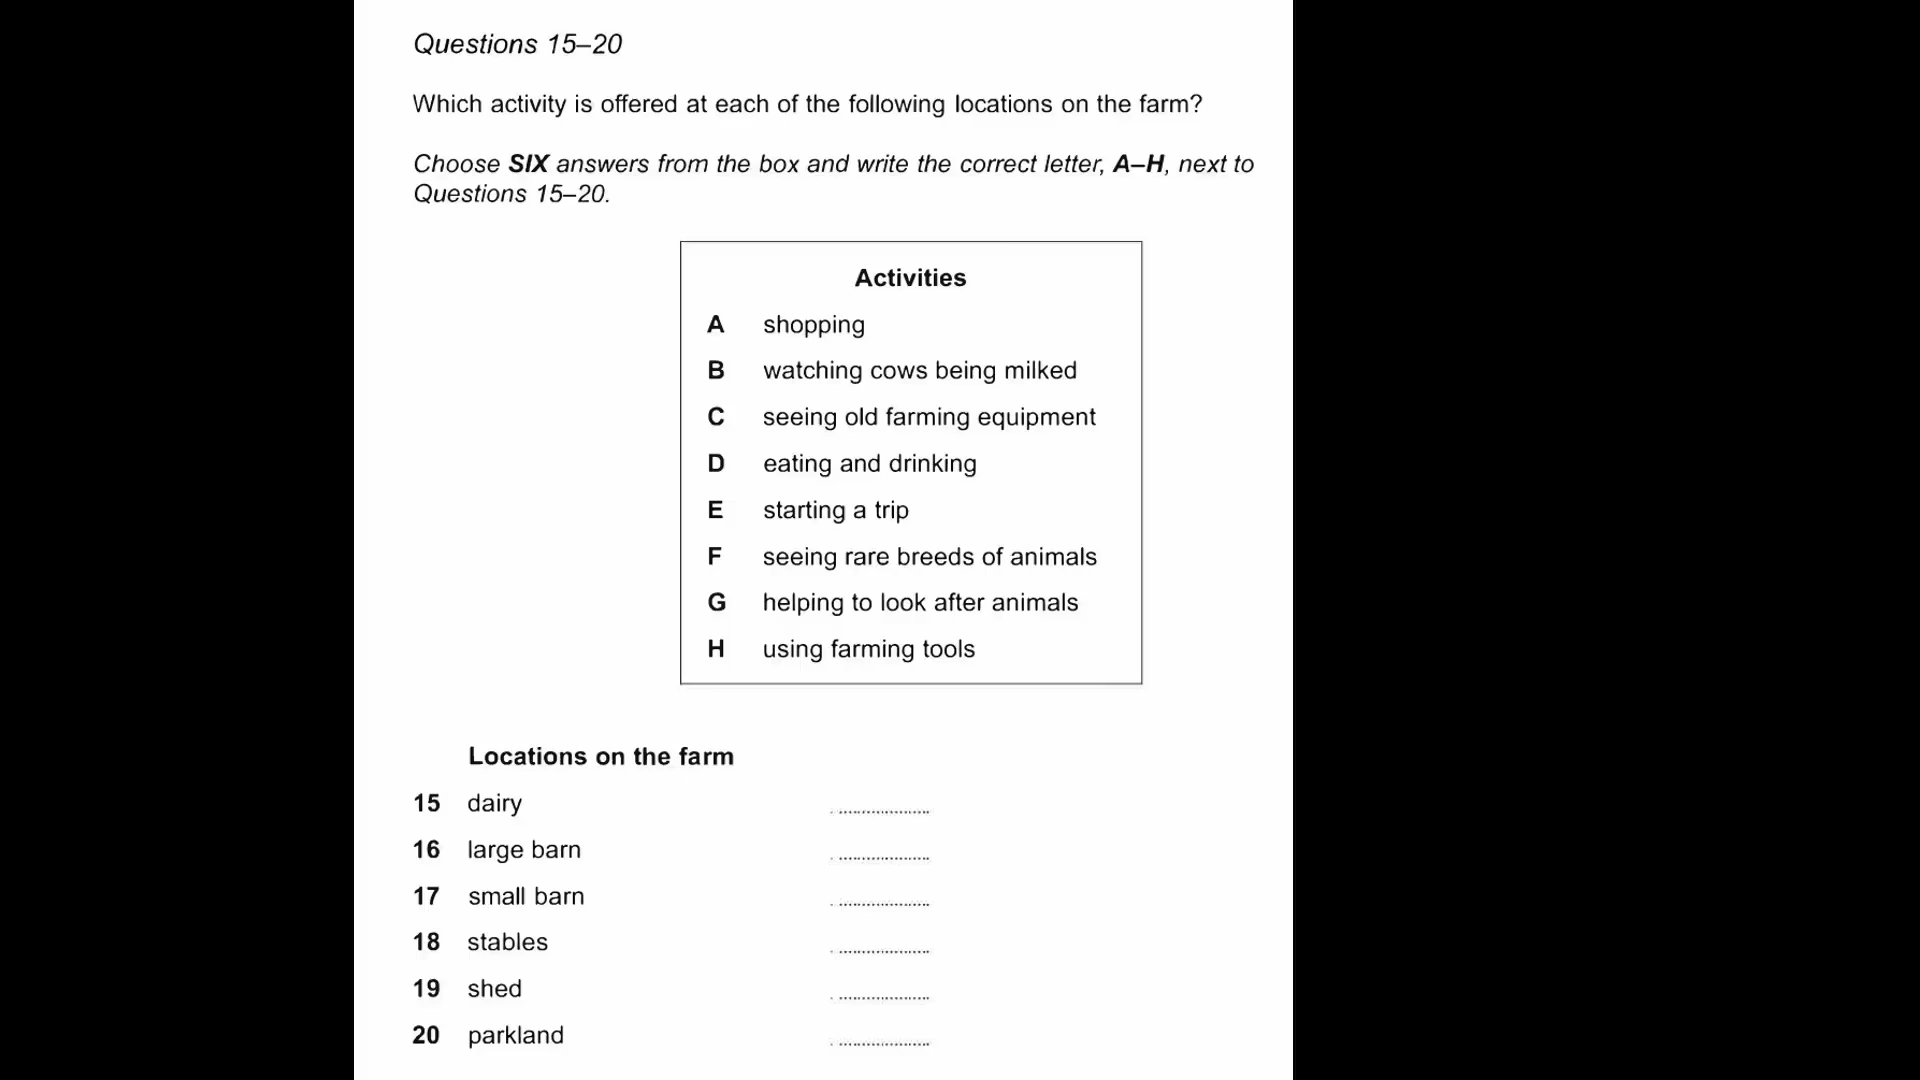 Questions 15–20
Which activity is offered at each of the following locations on the farm?
Choose SIX answers from the box and write the correct letter, A–H, next to
Questions 15–20.
Activities
A shopping
B watching cows being milked
C seeing old farming equipment
D eating and drinking
E starting a trip
F seeing rare breeds of animals
G helping to look after animals
H using farming tools
Locations on the farm
15 dairy ....................
16 large barn ....................
17 small barn ....................
18 stables ....................
19 shed ....................
20 parkland ....................